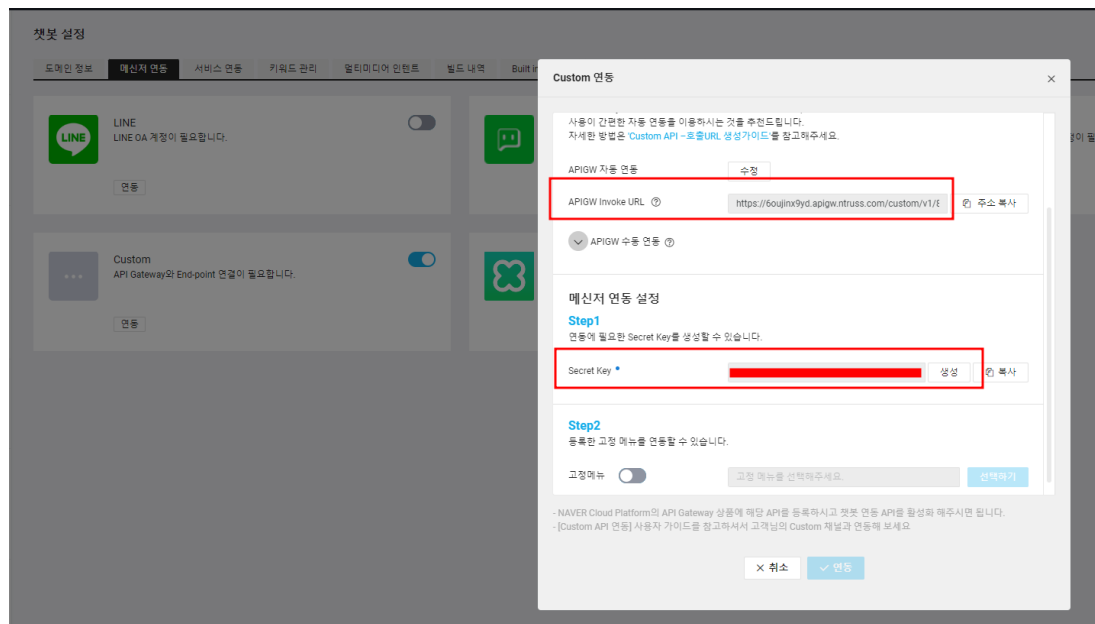 챗봇 설정
도메인 정보
메신저 연동
서비스 연동
키워드 관리
멀티미디어 인텐트
빌드 내역
Built in
LINE
LINE
LINE OA 계정이 필요합니다.
연동
Custom
API Gateway와 End-point 연결이 필요합니다.
연동
Custom 연동
사용이 간편한 자동 연동을 이용하시는 것을 추천드립니다.
자세한 방법은 'Custom API –호출URL 생성가이드'를 참고해주세요.
APIGW 자동 연동
수정
APIGW Invoke URL
https://6oujinx9yd.apigw.ntruss.com/custom/v1/
주소 복사
APIGW 수동 연동
메신저 연동 설정
Step1
연동에 필요한 Secret Key를 생성할 수 있습니다.
Secret Key
생성
복사
Step2
등록한 고정 메뉴를 연동할 수 있습니다.
고정메뉴
고정 메뉴를 선택해주세요.
선택하기
- NAVER Cloud Platform의 API Gateway 상품에 해당 API를 등록하시고 챗봇 연동 API를 활성화 해주시면 됩니다.
- [Custom API 연동] 사용자 가이드를 참고하셔서 고객님의 Custom 채널과 연동해 보세요
취소
연동